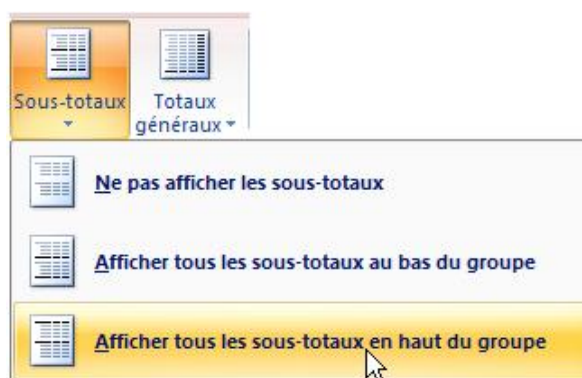 Sous-totaux
Totaux
généraux
Ne pas afficher les sous-totaux
Afficher tous les sous-totaux au bas du groupe
Afficher tous les sous-totaux en haut du groupe